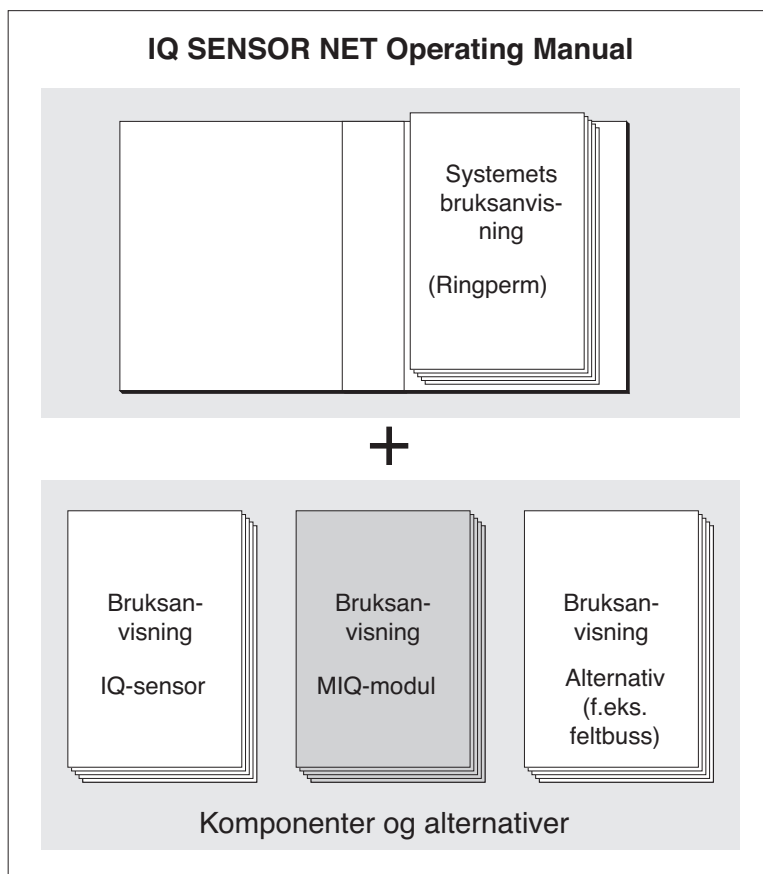 IQ SENSOR NET Operating Manual
Systemets
bruksanvis-
ning
(Ringperm)
+
Bruksan-
visning
IQ-sensor
Bruksan-
visning
MIQ-modul
Bruksan-
visning
Alternativ
(f.eks.
feltbuss)
Komponenter og alternativer